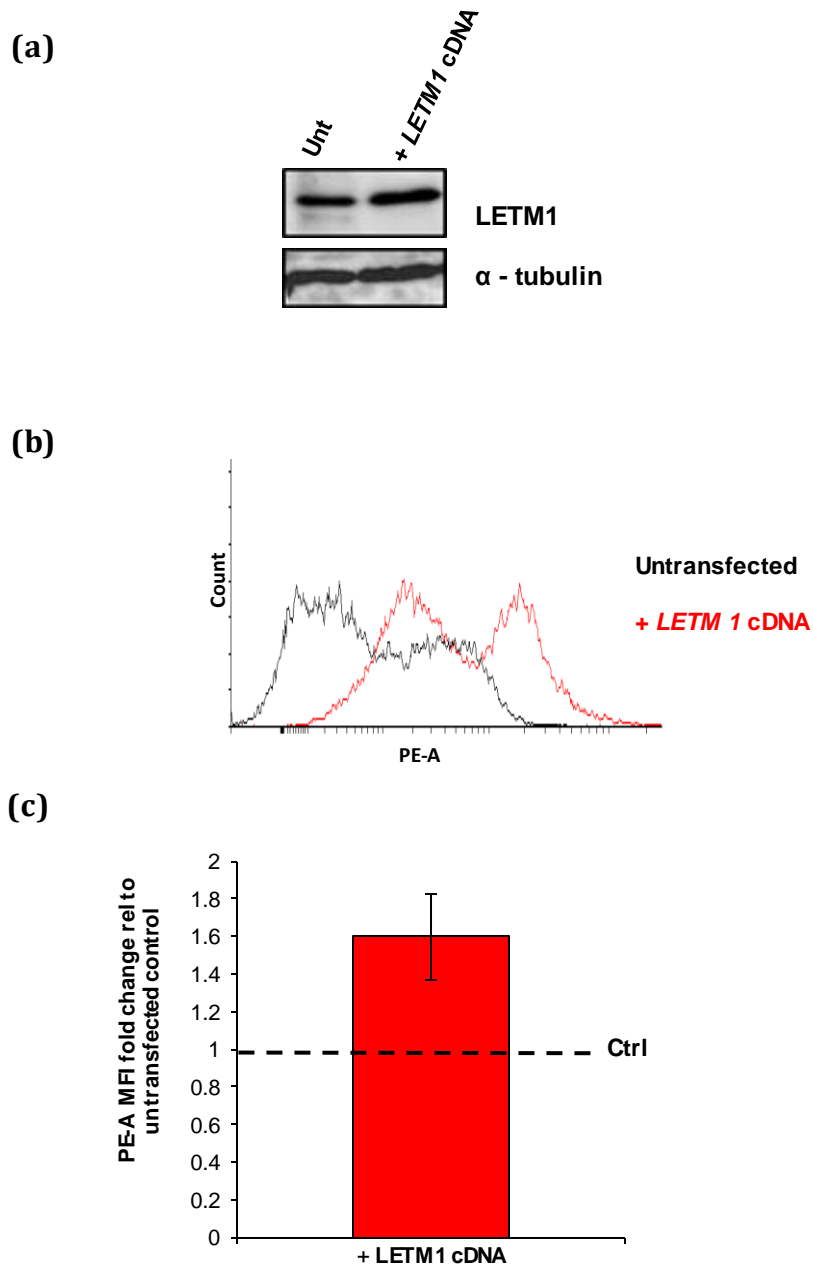 (a)
Unt
+ LETM1 cDNA
LETM1
α - tubulin
(b)
Count
PE-A
Untransfected
+ LETM 1 cDNA
(c)
PE-A MFI fold change rel to
untransfected control
2
1.8
1.6
1.4
1.2
1
0.8
0.6
0.4
0.2
0
Ctrl
+ LETM1 cDNA